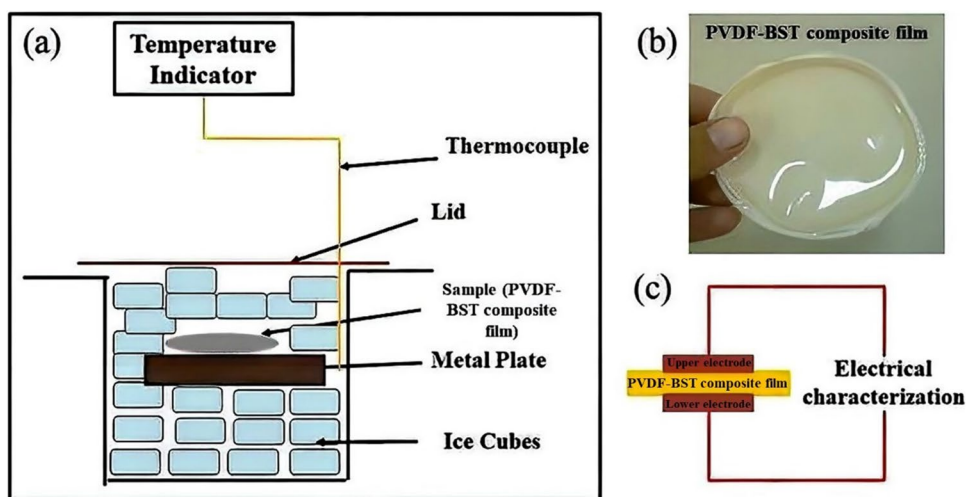 (a)
Temperature
Indicator
Thermocouple
Lid
Sample (PVDF-
BST composite
film)
Metal Plate
Ice Cubes
(b)
PVDF-BST composite film
(c)
Upper electrode
PVDF-BST composite film
Lower electrode
Electrical
characterization